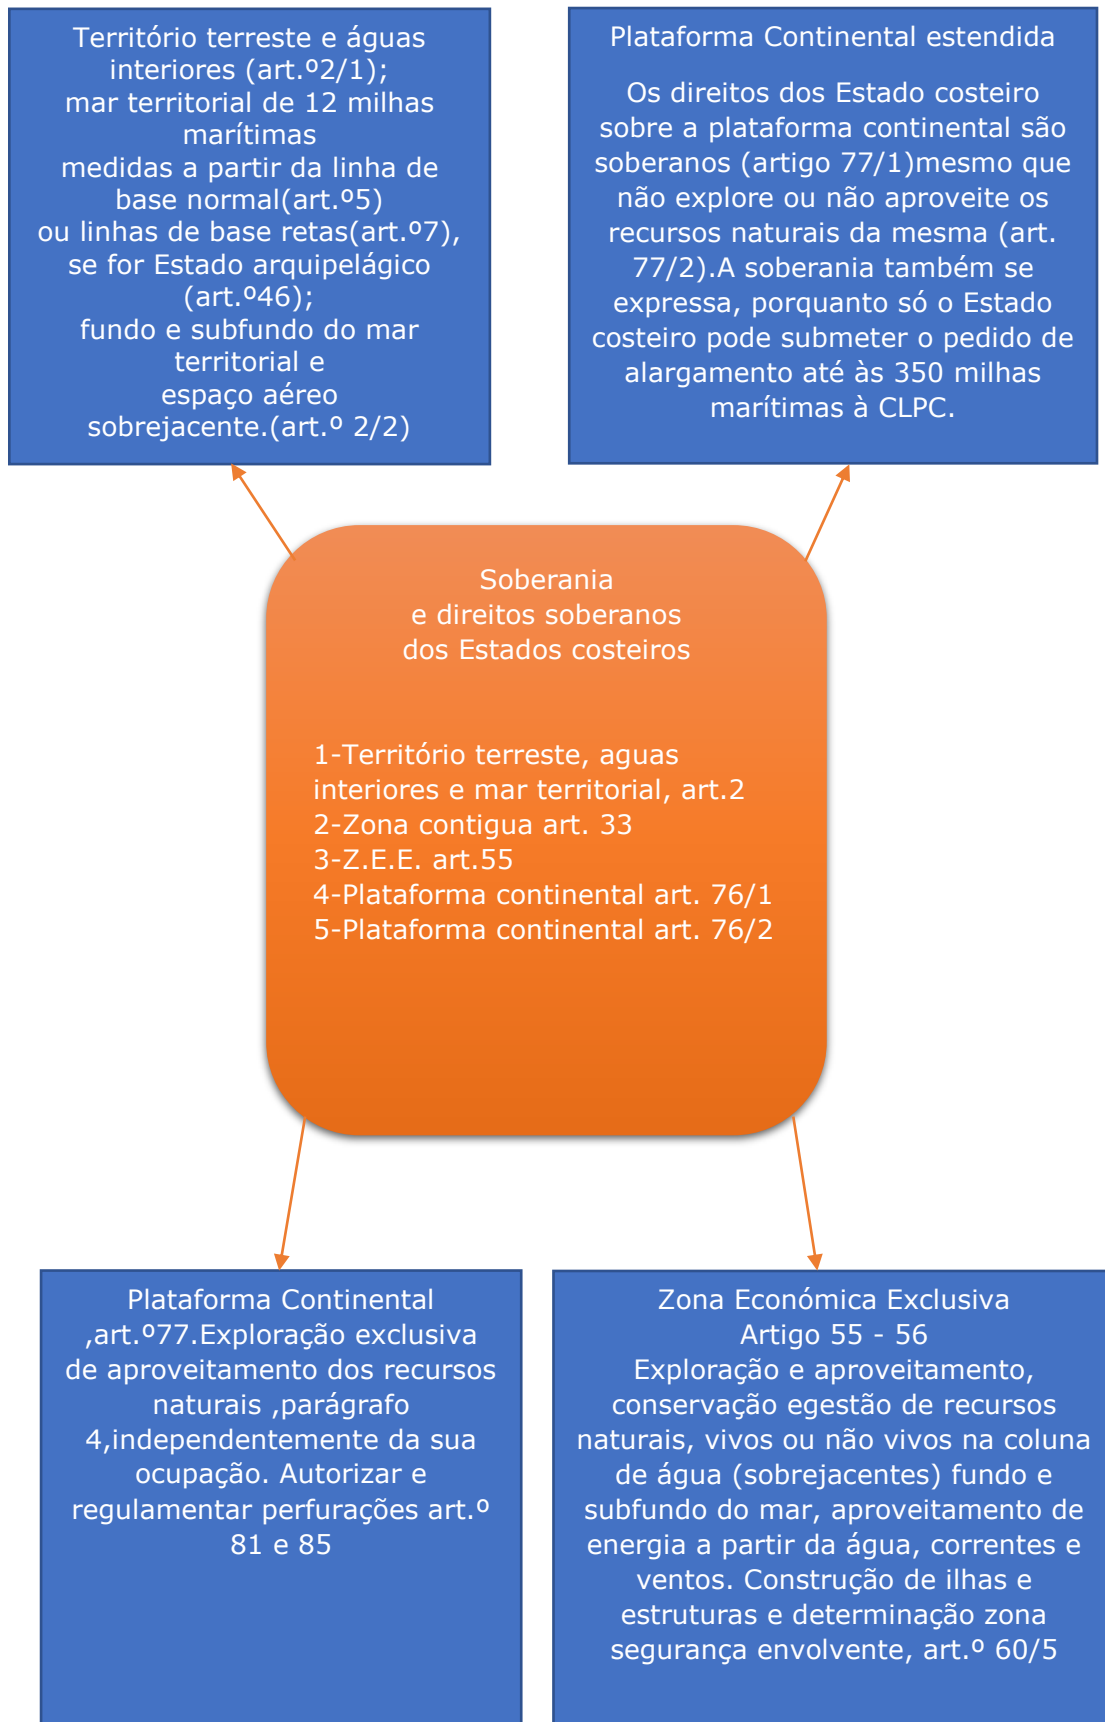 Território terreste e águas
interiores (art.º2/1);
mar territorial de 12 milhas
marítimas
medidas a partir da linha de
base normal(art.º5)
ou linhas de base retas(art.º7),
se for Estado arquipelágico
(art.º46);
fundo e subfundo do mar
territorial e
espaço aéreo
sobrejacente.(art.º 2/2)
Plataforma Continental estendida
Os direitos dos Estado costeiro
sobre a plataforma continental são
soberanos (artigo 77/1)mesmo que
não explore ou não aproveite os
recursos naturais da mesma (art.
77/2).A soberania também se
expressa, porquanto só o Estado
costeiro pode submeter o pedido de
alargamento até às 350 milhas
marítimas à CLPC.
Soberania
e direitos soberanos
dos Estados costeiros
1-Território terreste, aguas
interiores e mar territorial, art.2
2-Zona contigua art. 33
3-Z.E.E. art.55
4-Plataforma continental art. 76/1
5-Plataforma continental art. 76/2
Plataforma Continental
,art.º77.Exploração exclusiva
de aproveitamento dos recursos
naturais ,parágrafo
4,independentemente da sua
ocupação. Autorizar e
regulamentar perfurações art.º
81 e 85
Zona Económica Exclusiva
Artigo 55 - 56
Exploração e aproveitamento,
conservação egestão de recursos
naturais, vivos ou não vivos na coluna
de água (sobrejacentes) fundo e
subfundo do mar, aproveitamento de
energia a partir da água, correntes e
ventos. Construção de ilhas e
estruturas e determinação zona
segurança envolvente, art.º 60/5